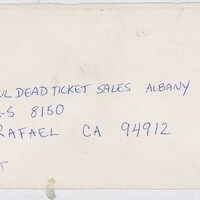 UL DEAD TICKET SALES ALBANY
-S 8150
RAFAEL CA 94912